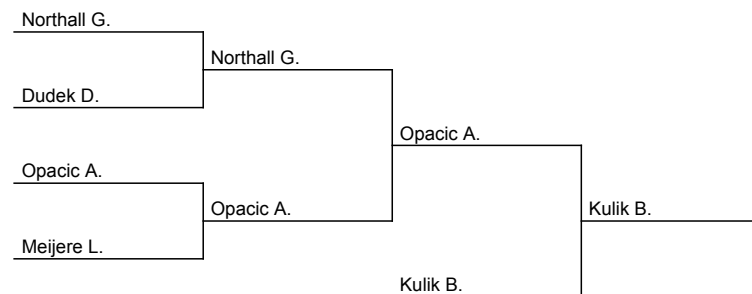 Northall G.
Northall G.
Dudek D.
Opacic A.
Opacic A.
Opacic A.
Kulik B.
Meijere L.
Kulik B.